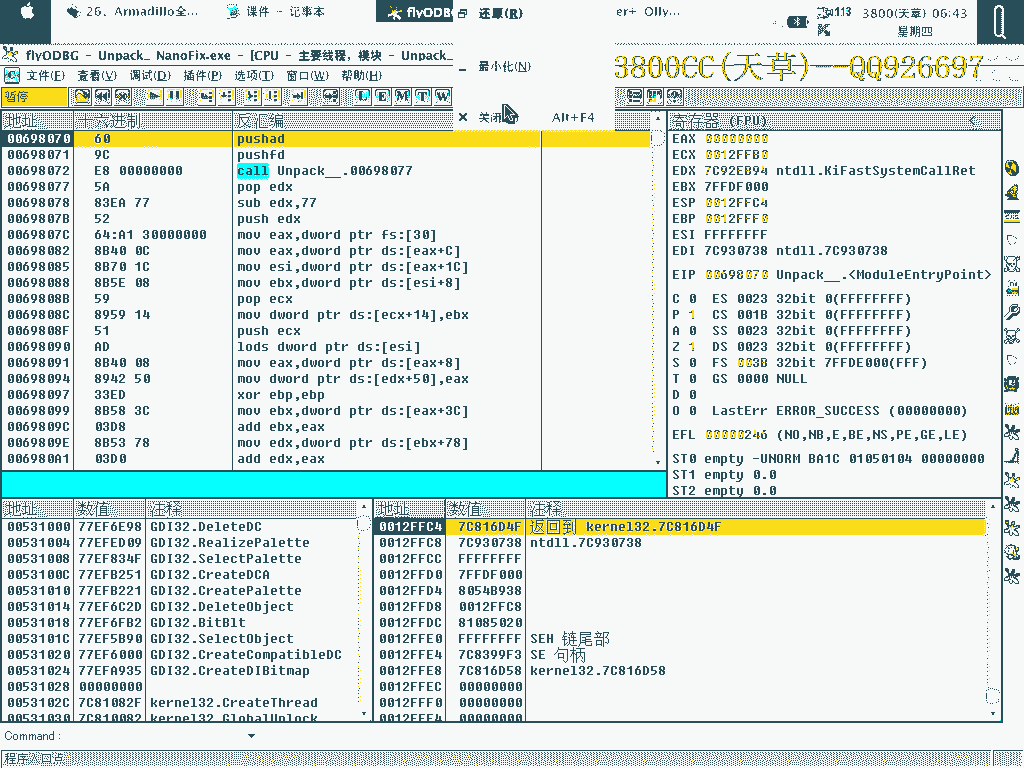 26、Armadillo全...
课件 - 记事本
flyODBG
还原(R)
er+ Olly...
113
3800(天草) 06:43
星期四
flyODBG - Unpack_ NanoFix.exe - [CPU - 主要线程, 模块 - Unpack_
最小化(N)
3800CC(天草)--QQ926697
文件(F) 查看(V) 调试(D) 插件(P) 选项(T) 窗口(W) 帮助(H)
暂停
L E M T W
关闭
Alt+F4
地址 十六进制 反汇编
00698070 60 pushad
00698071 9C pushfd
00698072 E8 00000000 call Unpack__.00698077
00698077 5A pop edx
00698078 83EA 77 sub edx,77
0069807B 52 push edx
0069807C 64:A1 30000000 mov eax,dword ptr fs:[30]
00698082 8B40 0C mov eax,dword ptr ds:[eax+C]
00698085 8B70 1C mov esi,dword ptr ds:[eax+1C]
00698088 8B5E 08 mov ebx,dword ptr ds:[esi+8]
0069808B 59 pop ecx
0069808C 8959 14 mov dword ptr ds:[ecx+14],ebx
0069808F 51 push ecx
00698090 AD lods dword ptr ds:[esi]
00698091 8B40 08 mov eax,dword ptr ds:[eax+8]
00698094 8942 50 mov dword ptr ds:[edx+50],eax
00698097 33ED xor ebp,ebp
00698099 8B58 3C mov ebx,dword ptr ds:[eax+3C]
0069809C 03D8 add ebx,eax
0069809E 8B53 78 mov edx,dword ptr ds:[ebx+78]
006980A1 03D0 add edx,eax
寄存器 (FPU) <
EAX 00000000
ECX 0012FFB0
EDX 7C92EB94 ntdll.KiFastSystemCallRet
EBX 7FFDF000
ESP 0012FFC4
EBP 0012FFF0
ESI FFFFFFFF
EDI 7C930738 ntdll.7C930738
EIP 00698070 Unpack__.<ModuleEntryPoint>
C 0 ES 0023 32bit 0(FFFFFFFF)
P 1 CS 001B 32bit 0(FFFFFFFF)
A 0 SS 0023 32bit 0(FFFFFFFF)
Z 1 DS 0023 32bit 0(FFFFFFFF)
S 0 FS 003B 32bit 7FFDE000(FFF)
T 0 GS 0000 NULL
D 0
O 0 LastErr ERROR_SUCCESS (00000000)
EFL 00000246 (NO,NB,E,BE,NS,PE,GE,LE)
ST0 empty -UNORM BA1C 01050104 00000000
ST1 empty 0.0
ST2 empty 0.0
地址 数值 注释
00531000 77EF6E98 GDI32.DeleteDC
00531004 77EFED09 GDI32.RealizePalette
00531008 77EF834F GDI32.SelectPalette
0053100C 77EFB251 GDI32.CreateDCA
00531010 77EFB221 GDI32.CreatePalette
00531014 77EF6C2D GDI32.DeleteObject
00531018 77EF6FB2 GDI32.BitBlt
0053101C 77EF5B90 GDI32.SelectObject
00531020 77EF6000 GDI32.CreateCompatibleDC
00531024 77EFA935 GDI32.CreateDIBitmap
00531028 00000000
0053102C 7C81082F kernel32.CreateThread
00531030 7C810082 kernel32.GlobalUnlock
地址 数值 注释
0012FFC4 7C816D4F 返回到 kernel32.7C816D4F
0012FFC8 7C930738 ntdll.7C930738
0012FFCC FFFFFFFF
0012FFD0 7FFDF000
0012FFD4 8054B938
0012FFD8 0012FFC8
0012FFDC 81085020
0012FFE0 FFFFFFFF SEH 链尾部
0012FFE4 7C8399F3 SE 句柄
0012FFE8 7C816D58 kernel32.7C816D58
0012FFEC 00000000
0012FFF0 00000000
0012FFF4 00000000
Command :